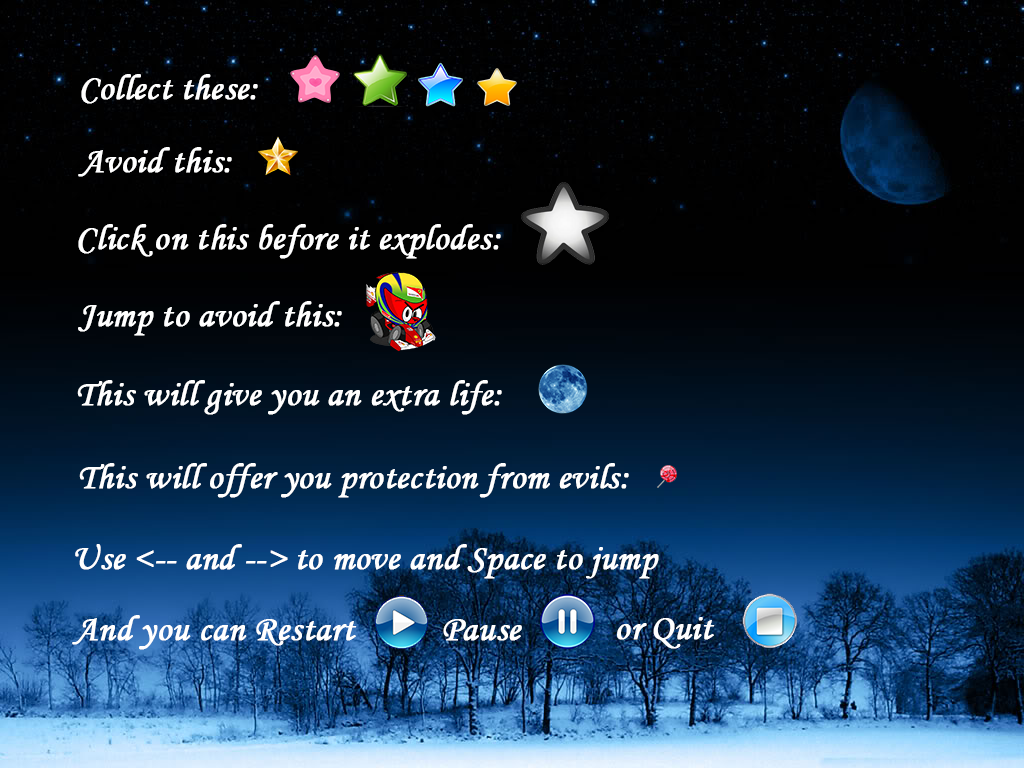 Collect these:
Avoid this:
Click on this before it explodes:
Jump to avoid this:
This will give you an extra life:
This will offer you protection from evils:
Use <-- and --> to move and Space to jump
And you can Restart Pause or Quit